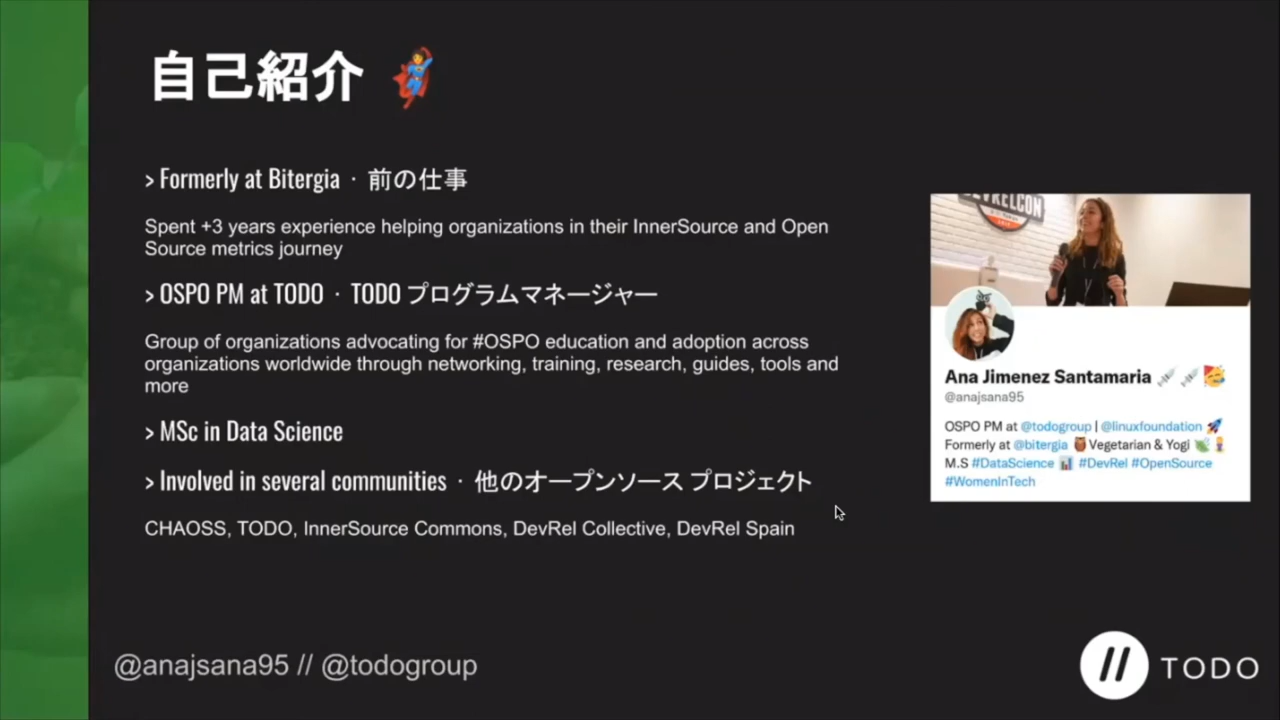 自己紹介
> Formerly at Bitergia · 前の仕事
Spent +3 years experience helping organizations in their InnerSource and Open
Source metrics journey
> OSPO PM at TODO · TODO プログラムマネージャー
Group of organizations advocating for #OSPO education and adoption across
organizations worldwide through networking, training, research, guides, tools and
more
> MSc in Data Science
> Involved in several communities · 他のオープンソース プロジェクト
CHAOSS, TODO, InnerSource Commons, DevRel Collective, DevRel Spain
DEVRELCON
Ana Jimenez Santamaria
@anajsana95
OSPO PM at @todogroup | @linuxfoundation
Formerly at @bitergia Vegetarian & Yogi
M.S #DataScience #DevRel #OpenSource
#WomenInTech
@anajsana95 // @todogroup
// TODO